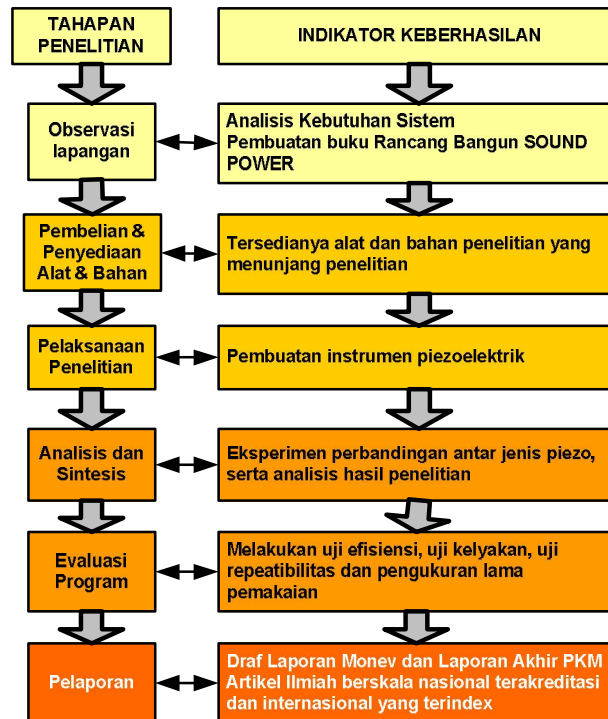 TAHAPAN
PENELITIAN
INDIKATOR KEBERHASILAN
Observasi
lapangan
Analisis Kebutuhan Sistem
Pembuatan buku Rancang Bangun SOUND
POWER
Pembelian &
Penyediaan
Alat & Bahan
Tersedianya alat dan bahan penelitian yang
menunjang penelitian
Pelaksanaan
Penelitian
Pembuatan instrumen piezoelektrik
Analisis dan
Sintesis
Eksperimen perbandingan antar jenis piezo,
serta analisis hasil penelitian
Evaluasi
Program
Melakukan uji efisiensi, uji kelyakan, uji
repeatibilitas dan pengukuran lama
pemakaian
Pelaporan
Draf Laporan Monev dan Laporan Akhir PKM
Artikel Ilmiah berskala nasional terakreditasi
dan internasional yang terindex